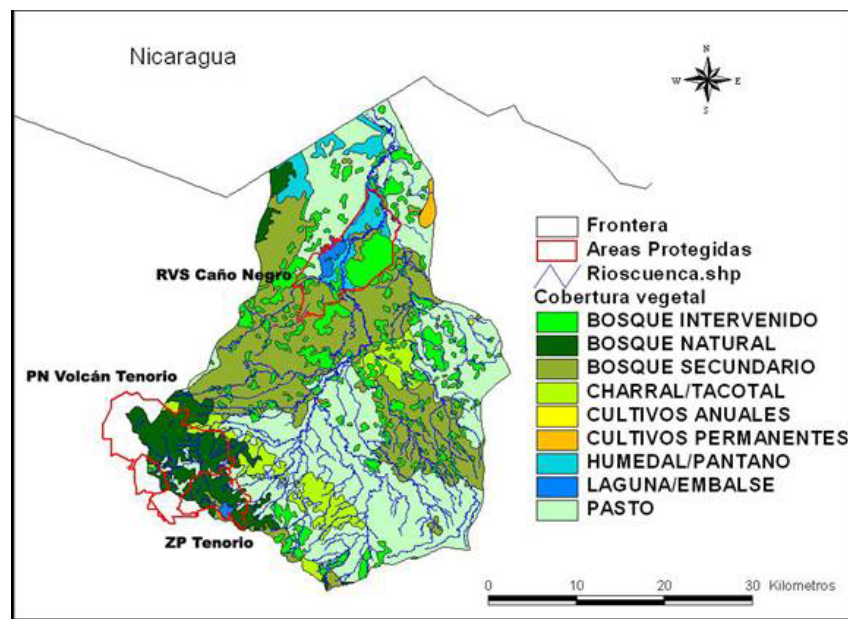 Nicaragua
N
W E
S
RVS Caño Negro
PN Volcán Tenorio
ZP Tenorio
Frontera
Areas Protegidas
Rioscuenca.shp
Cobertura vegetal
BOSQUE INTERVENIDO
BOSQUE NATURAL
BOSQUE SECUNDARIO
CHARRAL/TACOTAL
CULTIVOS ANUALES
CULTIVOS PERMANENTES
HUMEDAL/PANTANO
LAGUNA/EMBALSE
PASTO
0 10 20 30 Kilometros